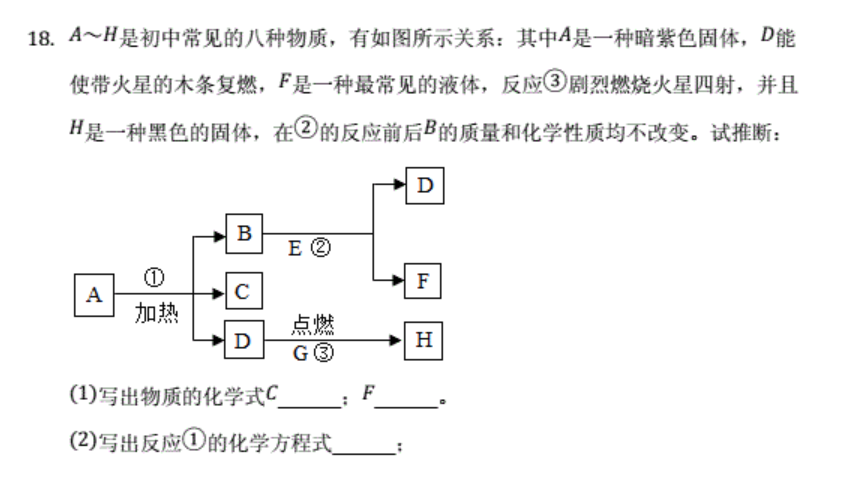 18. A~H是初中常见的八种物质，有如图所示关系：其中A是一种暗紫色固体，D能
使带火星的木条复燃，F是一种最常见的液体，反应③剧烈燃烧火星四射，并且
H是一种黑色的固体，在②的反应前后B的质量和化学性质均不改变。试推断：
D
B
E ②
A
①
加热
C
F
D
点燃
G ③
H
(1)写出物质的化学式C_____；F_____。
(2)写出反应①的化学方程式_____；